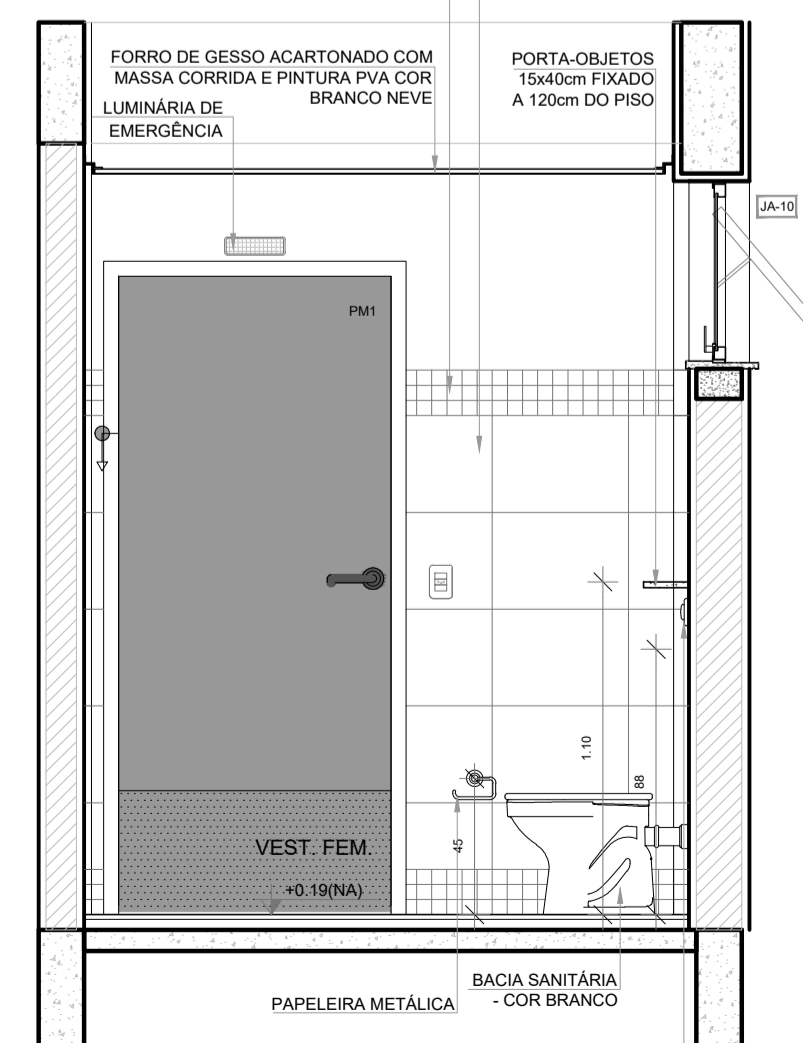 FORRO DE GESSO ACARTONADO COM
MASSA CORRIDA E PINTURA PVA COR
BRANCO NEVE
PORTA-OBJETOS
15x40cm FIXADO
A 120cm DO PISO
LUMINÁRIA DE
EMERGÊNCIA
JA-10
PM1
1.10
88
45
VEST. FEM.
+0.19(NA)
BACIA SANITÁRIA
- COR BRANCO
PAPELEIRA METÁLICA